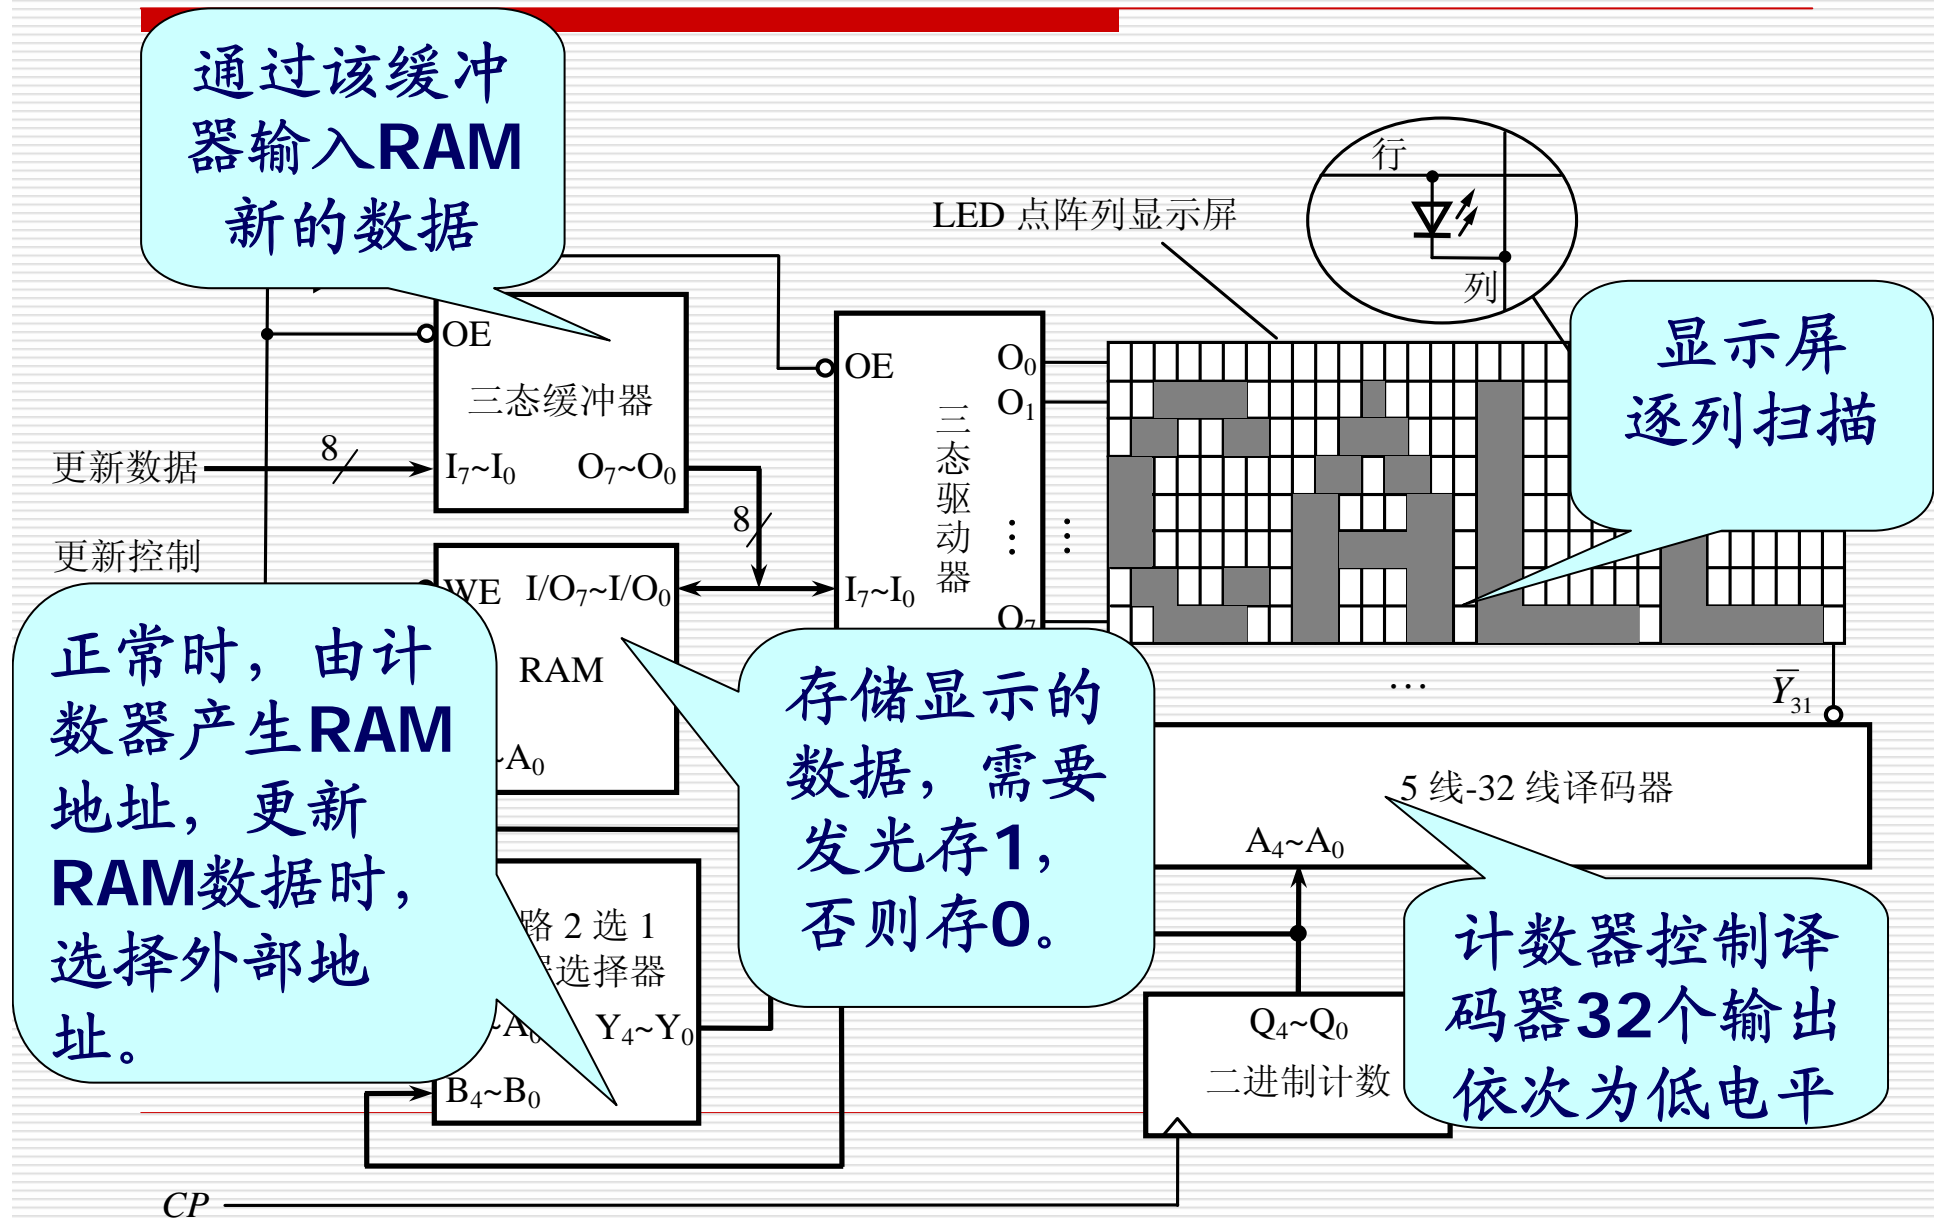 通过该缓冲
器输入RAM
新的数据
行
LED 点阵列显示屏
列
显示屏
逐列扫描
OE
三态缓冲器
I₇~I₀
O₇~O₀
更新数据
8
8
OE
三态驱动器
O₀
O₁
⋮
⋮
I₇~I₀
O₇
更新控制
WE
I/O₇~I/O₀
RAM
~A₀
正常时，由计
数器产生RAM
地址，更新
RAM数据时，
选择外部地
址。
存储显示的
数据，需要
发光存1，
否则存0。
…
Y̅₃₁
5 线-32 线译码器
A₄~A₀
路 2 选 1
选择器
~A₀
Y₄~Y₀
B₄~B₀
Q₄~Q₀
二进制计数
计数器控制译
码器32个输出
依次为低电平
CP